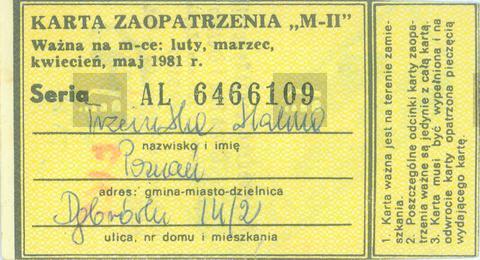 KARTA ZAOPATRZENIA „M-II”
Ważna na m-ce: luty, marzec,
kwiecień, maj 1981 r.
Seria AL 6466109
Halina
nazwisko i imię
Poznań
adres: gmina-miasto-dzielnica
14/2
ulica, nr domu i mieszkania
1. Karta ważna jest na terenie zamie-
szkania.
2. Poszczególne odcinki karty zaopa-
trzenia ważne są jedynie z całą kartą.
3. Karta musi być wypełniona i na
odwrocie karty opatrzona pieczęcią
wydającego kartę.